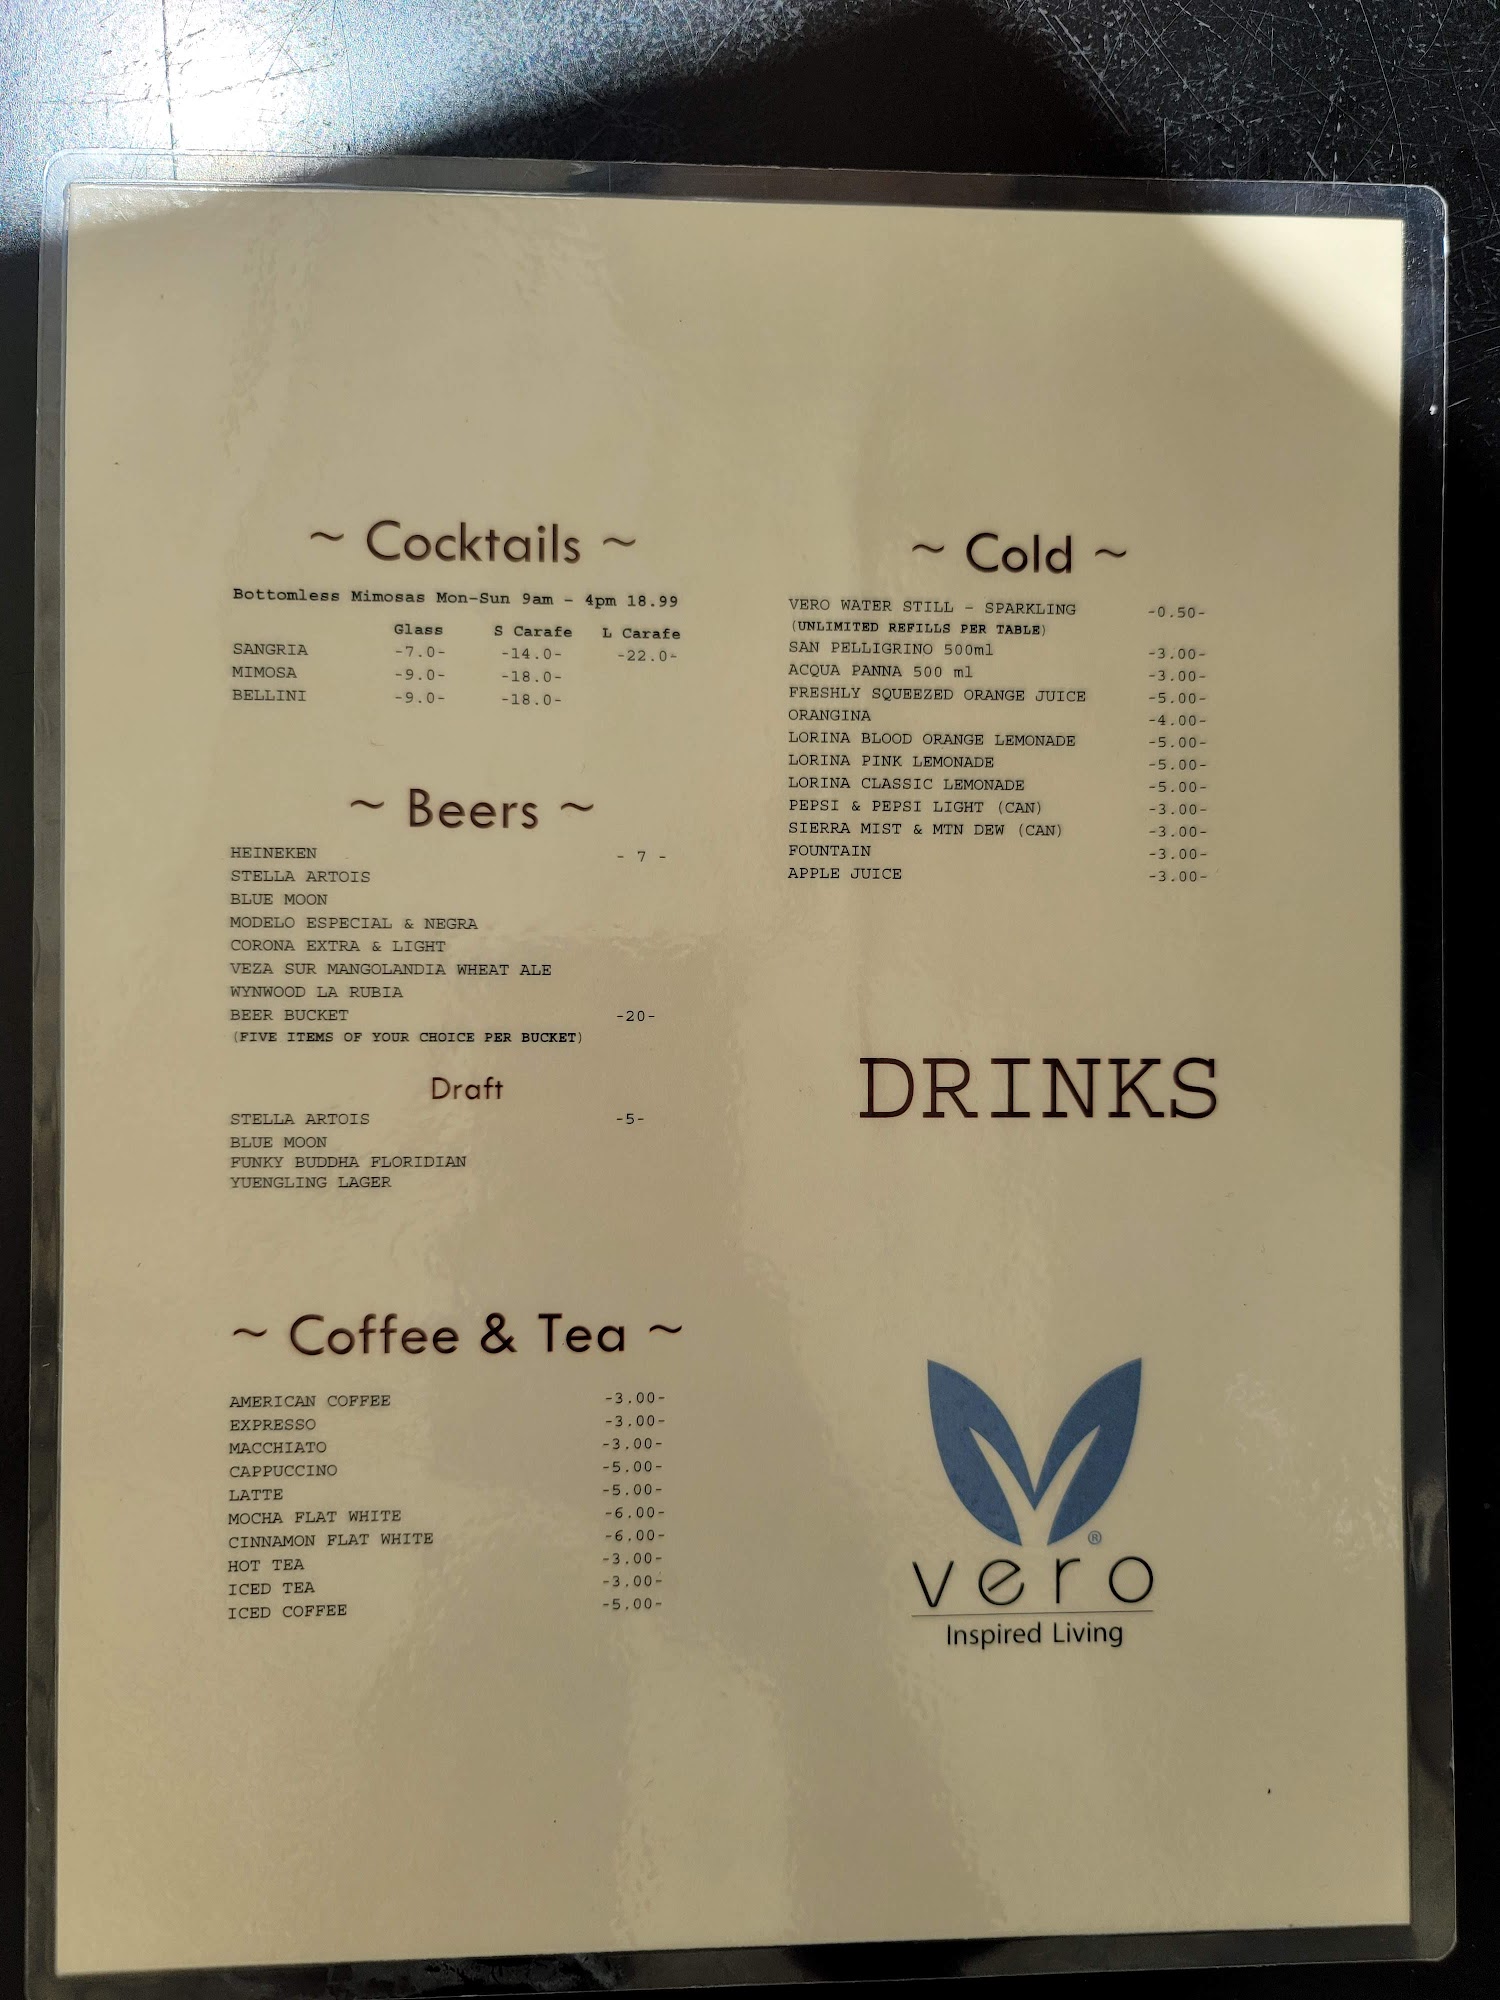 ~ Cocktails ~
Bottomless Mimosas Mon-Sun 9am - 4pm 18.99
Glass S Carafe L Carafe
SANGRIA -7.0- -14.0- -22.0-
MIMOSA -9.0- -18.0-
BELLINI -9.0- -18.0-
~ Beers ~
HEINEKEN - 7 -
STELLA ARTOIS
BLUE MOON
MODELO ESPECIAL & NEGRA
CORONA EXTRA & LIGHT
VEZA SUR MANGOLANDIA WHEAT ALE
WYNWOOD LA RUBIA
BEER BUCKET -20-
(FIVE ITEMS OF YOUR CHOICE PER BUCKET)
Draft
STELLA ARTOIS -5-
BLUE MOON
FUNKY BUDDHA FLORIDIAN
YUENGLING LAGER
~ Coffee & Tea ~
AMERICAN COFFEE -3.00-
EXPRESSO -3.00-
MACCHIATO -3.00-
CAPPUCCINO -5.00-
LATTE -5.00-
MOCHA FLAT WHITE -6.00-
CINNAMON FLAT WHITE -6.00-
HOT TEA -3.00-
ICED TEA -3.00-
ICED COFFEE -5.00-
~ Cold ~
VERO WATER STILL - SPARKLING -0.50-
(UNLIMITED REFILLS PER TABLE)
SAN PELLIGRINO 500ml -3.00-
ACQUA PANNA 500 ml -3.00-
FRESHLY SQUEEZED ORANGE JUICE -5.00-
ORANGINA -4.00-
LORINA BLOOD ORANGE LEMONADE -5.00-
LORINA PINK LEMONADE -5.00-
LORINA CLASSIC LEMONADE -5.00-
PEPSI & PEPSI LIGHT (CAN) -3.00-
SIERRA MIST & MTN DEW (CAN) -3.00-
FOUNTAIN -3.00-
APPLE JUICE -3.00-
DRINKS
®
vero
Inspired Living